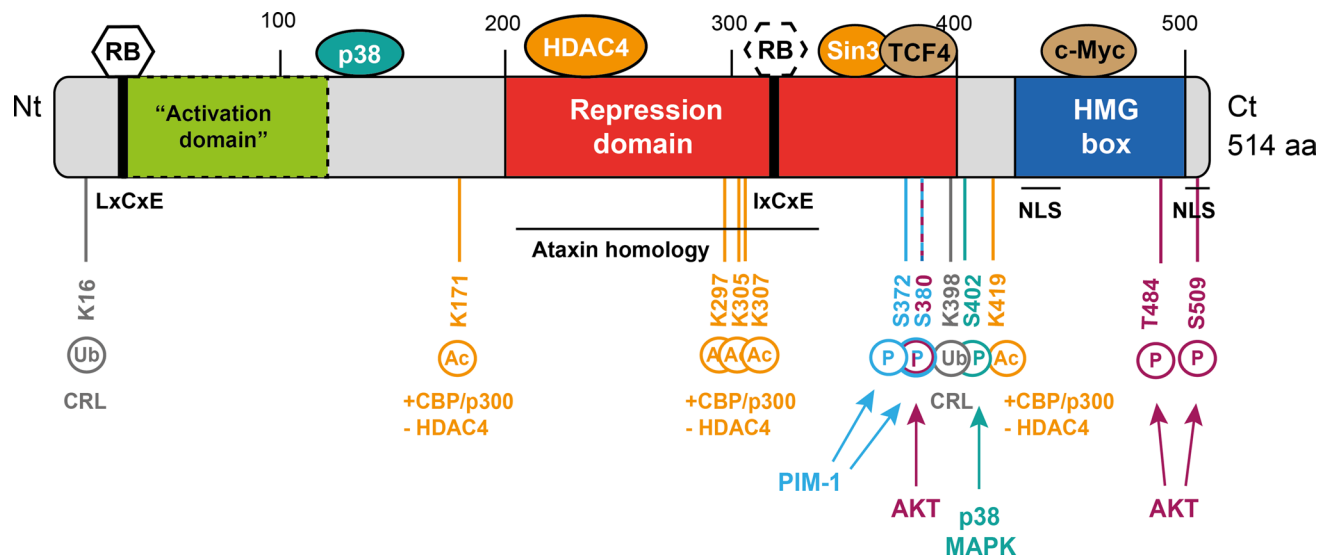 100
200
300
400
500
RB
p38
HDAC4
RB
Sin3
TCF4
c-Myc
Nt
“Activation
domain”
Repression
domain
HMG
box
Ct
514 aa
LxCxE
IxCxE
NLS
NLS
Ataxin homology
K16
K171
K297
K305
K307
S372
S380
K398
S402
K419
T484
S509
Ub
Ac
A
A
Ac
P
P
Ub
P
Ac
P
P
CRL
+CBP/p300
- HDAC4
+CBP/p300
- HDAC4
CRL
+CBP/p300
- HDAC4
PIM-1
AKT
p38
MAPK
AKT